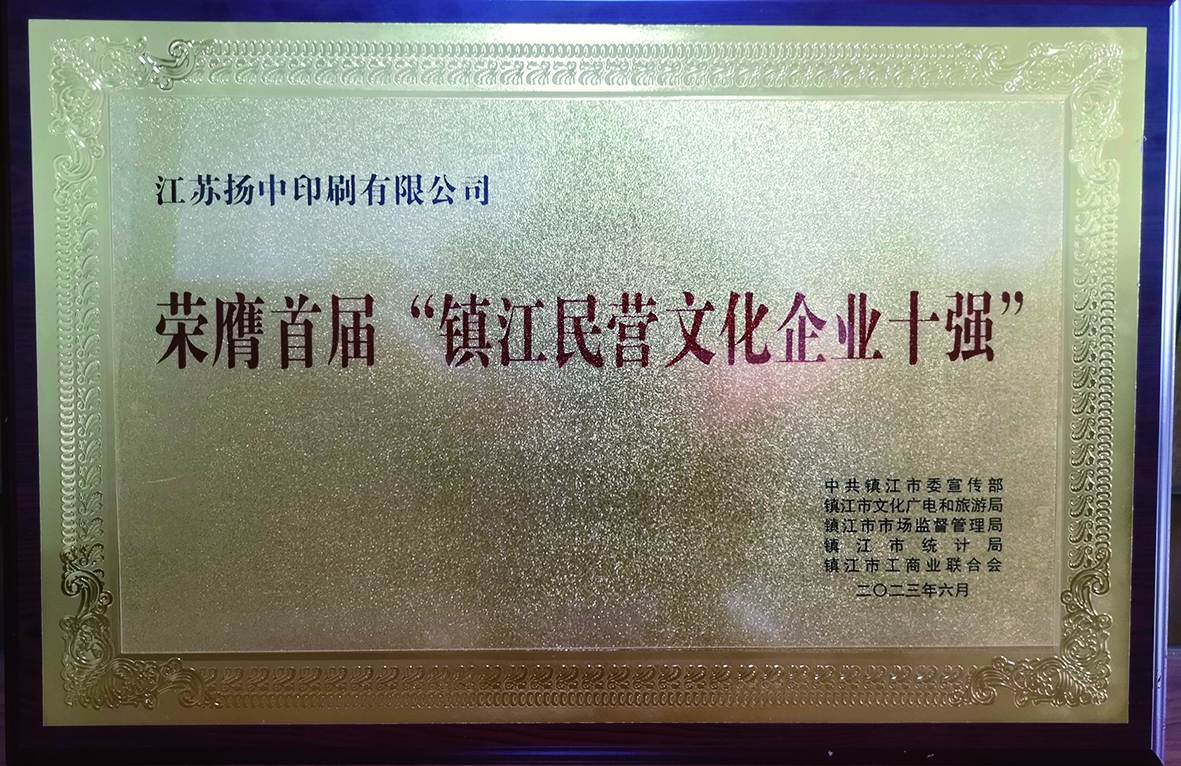 江苏扬中印刷有限公司
荣膺首届“镇江民营文化企业十强”
中共镇江市委宣传部
镇江市文化广电和旅游局
镇江市市场监督管理局
镇江市统计局
镇江市工商业联合会
二〇二三年六月